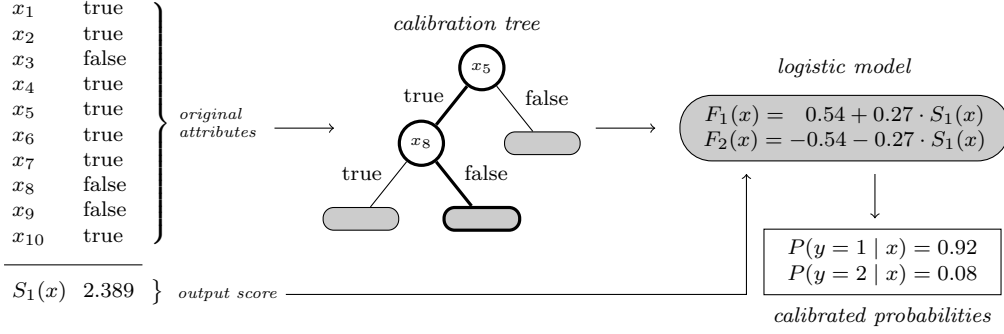 x1 true
x2 true
x3 false
x4 true
x5 true
x6 true
x7 true
x8 false
x9 false
x10 true
S1(x) 2.389
} original
attributes
} output score
calibration tree
x5
true
false
x8
true
false
logistic model
F1(x) = 0.54 + 0.27 · S1(x)
F2(x) = −0.54 − 0.27 · S1(x)
P(y = 1 | x) = 0.92
P(y = 2 | x) = 0.08
calibrated probabilities